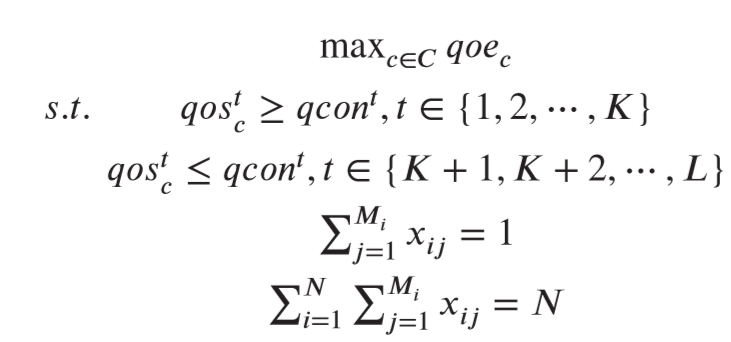 max_{c∈C} qoe_c
s.t. qos_c^t ≥ qcon^t, t ∈ {1, 2, ⋯ , K}
qos_c^t ≤ qcon^t, t ∈ {K + 1, K + 2, ⋯ , L}
∑_{j=1}^{M_i} x_{ij} = 1
∑_{i=1}^{N} ∑_{j=1}^{M_i} x_{ij} = N